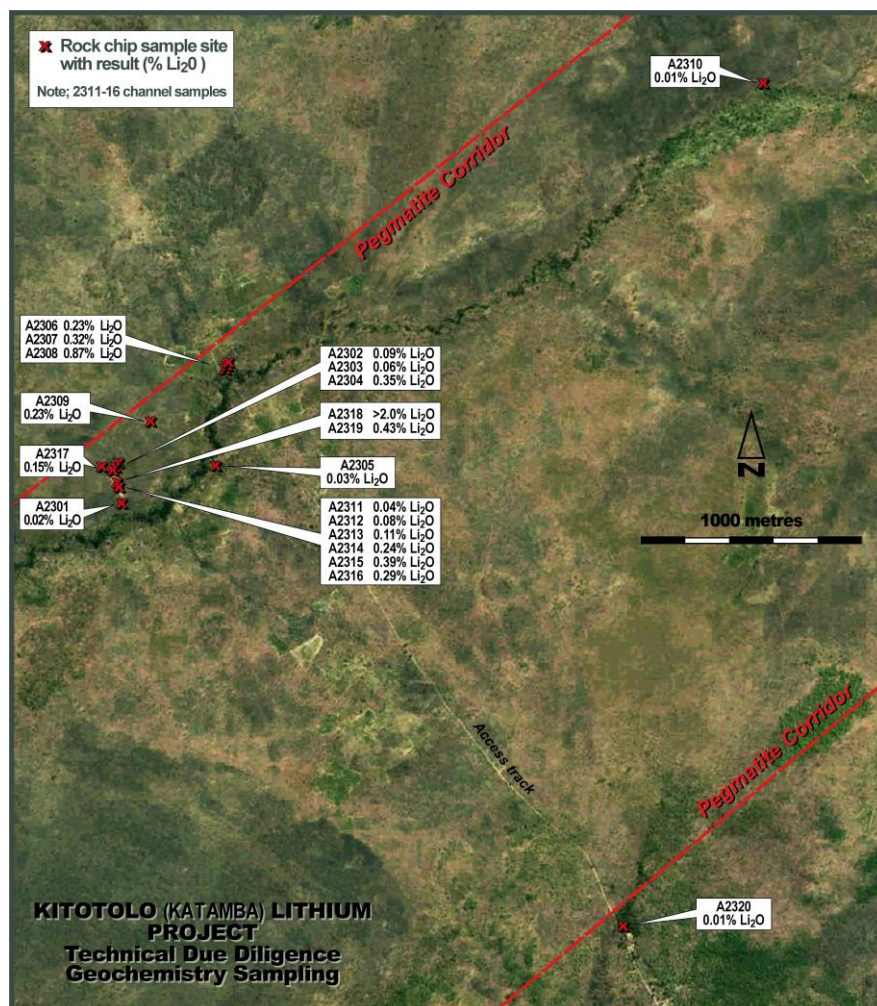 Rock chip sample site
with result (% Li₂0 )
Note; 2311-16 channel samples
A2310
0.01% Li₂O
Pegmatite Corridor
A2306 0.23% Li₂O
A2307 0.32% Li₂O
A2308 0.87% Li₂O
A2302 0.09% Li₂O
A2303 0.06% Li₂O
A2304 0.35% Li₂O
A2309
0.23% Li₂O
A2318 >2.0% Li₂O
A2319 0.43% Li₂O
A2317
0.15% Li₂O
A2305
0.03% Li₂O
A2301
0.02% Li₂O
A2311 0.04% Li₂O
A2312 0.08% Li₂O
A2313 0.11% Li₂O
A2314 0.24% Li₂O
A2315 0.39% Li₂O
A2316 0.29% Li₂O
N
1000 metres
Access track
Pegmatite Corridor
A2320
0.01% Li₂O
KITOTOLO (KATAMBA) LITHIUM
PROJECT
Technical Due Diligence
Geochemistry Sampling